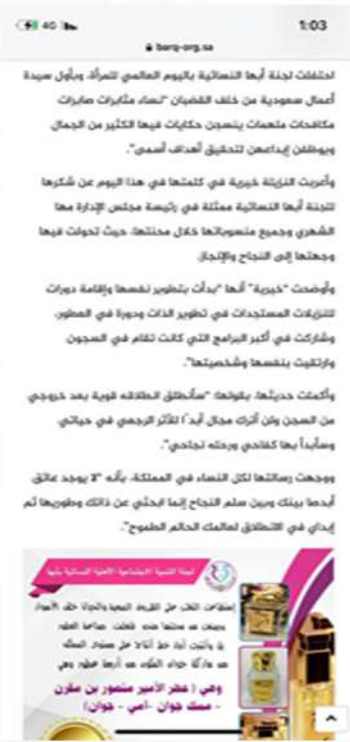 1:03
4G
barq-org.sa
احتفلت لجنة أبها النسائية باليوم العالمي للمرأة، وبأول سيدة
أعمال سعودية من خلف القضبان "نساء مثابرات صابرات
مكافحات ملهمات ينسجن حكايات فيها الكثير من الجمال
ويوظفن إبداعهن لتحقيق أهداف أسمى".
وأعربت النزيلة خيرية في كلمتها في هذا اليوم عن شكرها
للجنة أبها النسائية ممثلة في رئيسة مجلس الإدارة مها
الشهري وجميع منسوباتها خلال محنتها، حيث تحولت فيها
وجهتها إلى النجاح والإنجاز.
وأوضحت "خيرية" أنها "بدأت بتطوير نفسها وإقامة دورات
للنزيلات المستجدات في تطوير الذات ودورة في العطور،
وشاركت في أكبر البرامج التي كانت تقام في السجون
وارتقيت بنفسها وشخصيتها".
وأكملت حديثها، بقولها: "سأنطلق انطلاقه قوية بعد خروجي
من السجن ولن أترك مجال أبدًا للأثر الرجعي في حياتي
وسأبدأ بها كفاحي ورحله نجاحي".
ووجهت رسالتها لكل النساء في المملكة، بأنه "لا يوجد عائق
أبدصا بينك وبين سلم النجاح إنما ابحثي عن ذاتك وطوريها ثم
إبداي في الانطلاق لعالمك الحالم الطموح".
لجنة التنمية الاجتماعية الأهلية النسائية بأبها
وهي ( عطر الأمير منصور بن مقرن
- مسك جوان - أمي - جوان)